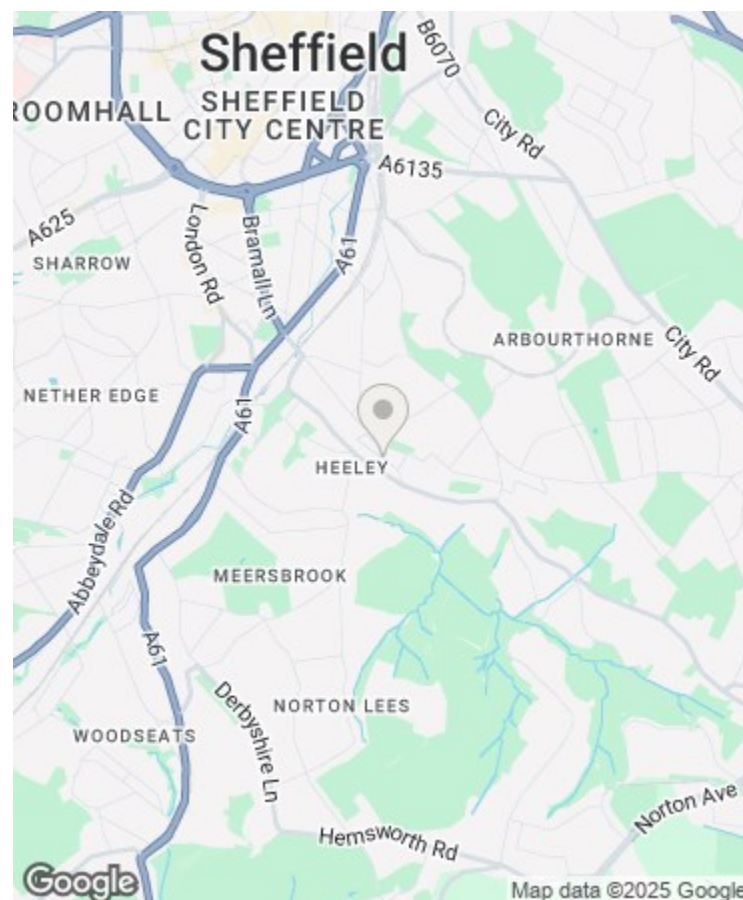 B6070
Sheffield
SHEFFIELD
CITY CENTRE
ROOMHALL
City Rd
A6135
A625
London Rd
Bramall Ln
A61
SHARROW
ARBOURTHORNE
City Rd
NETHER EDGE
A61
HEELEY
Abbeydale Rd
MEERSBROOK
A61
Derbyshire Ln
NORTON LEES
WOODSEATS
Norton Ave
Hemsworth Rd
Google
Map data ©2025 Google